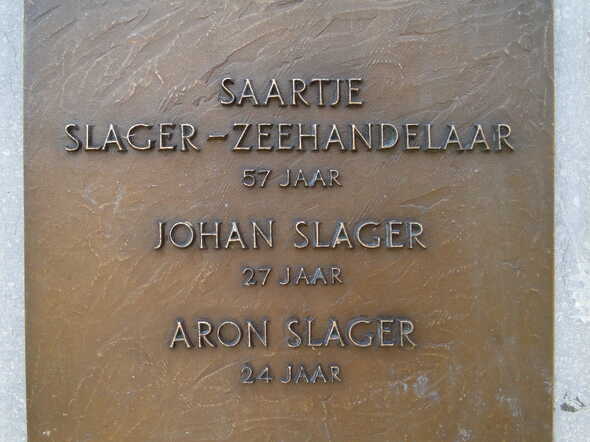 SAARTJE
SLAGER-ZEEHANDELAAR
57 JAAR
JOHAN SLAGER
27 JAAR
ARON SLAGER
24 JAAR